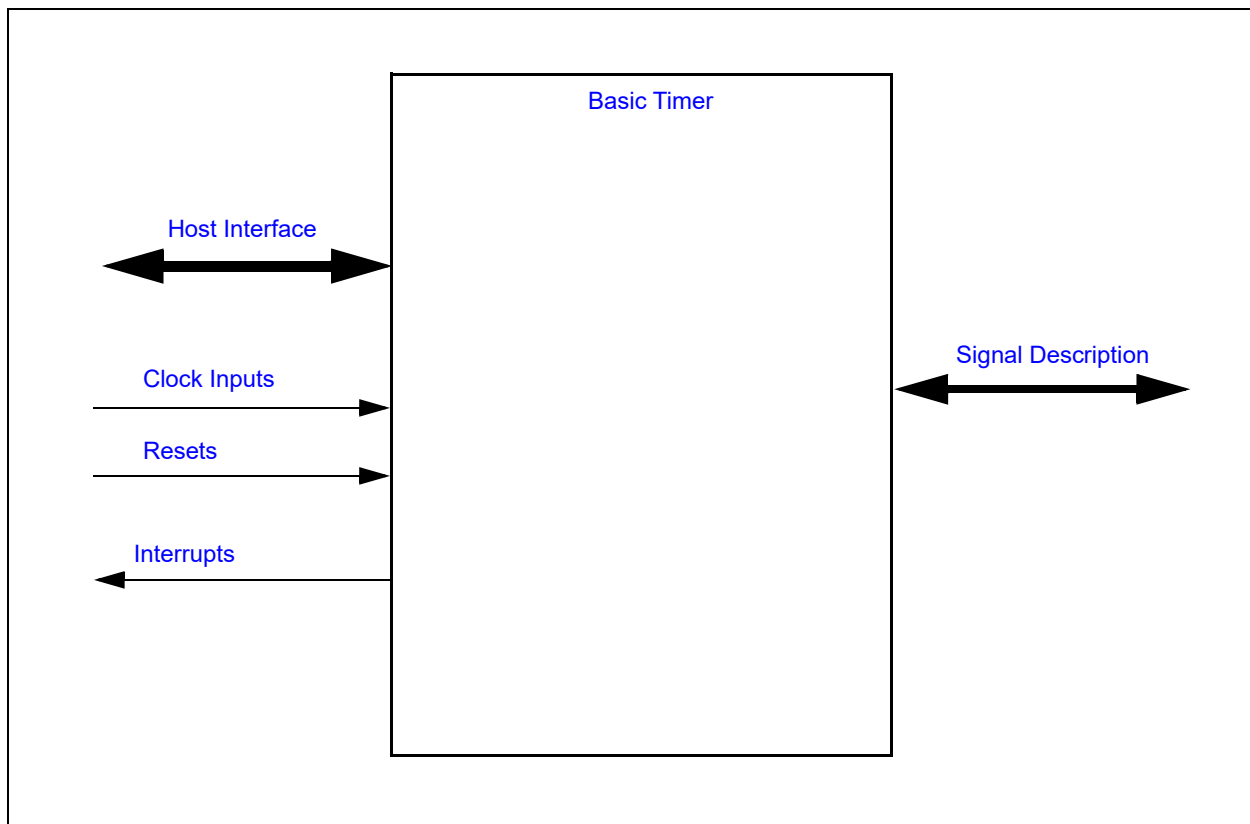 Basic Timer
Host Interface
Signal Description
Clock Inputs
Resets
Interrupts